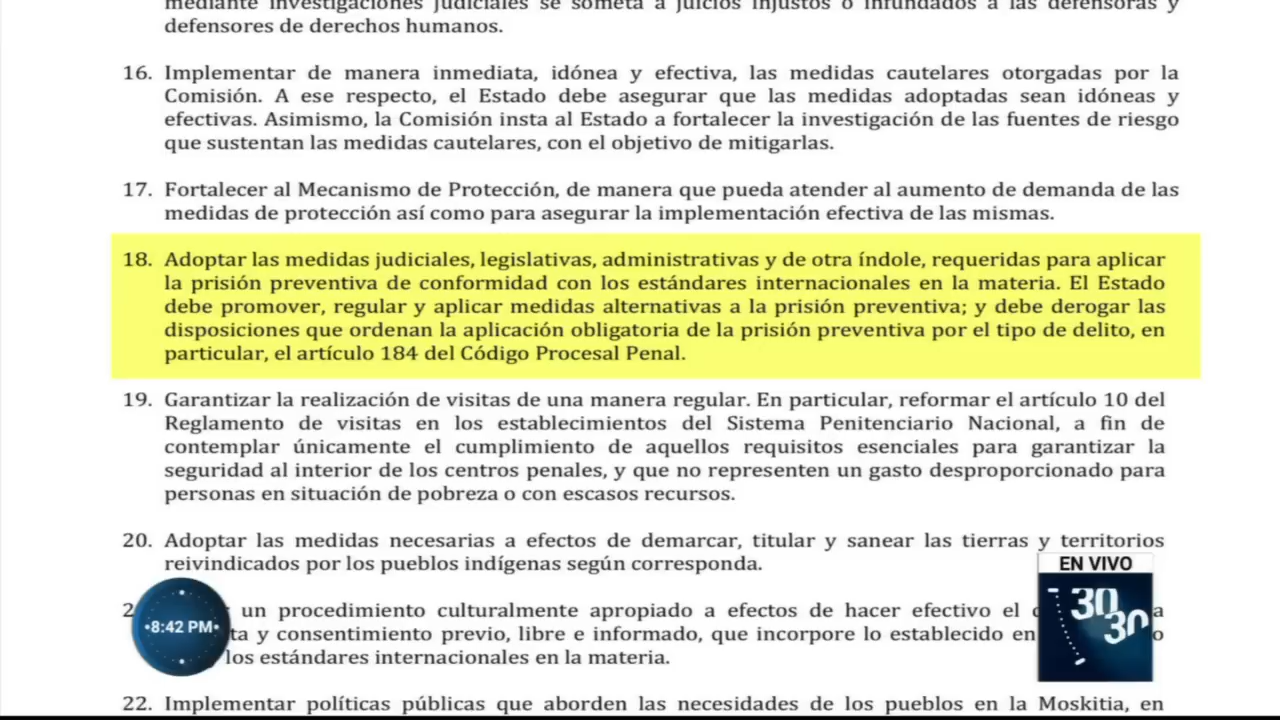 mediante investigaciones judiciales se someta a juicios injustos o infundados a las defensoras y
defensores de derechos humanos.
16. Implementar de manera inmediata, idónea y efectiva, las medidas cautelares otorgadas por la
Comisión. A ese respecto, el Estado debe asegurar que las medidas adoptadas sean idóneas y
efectivas. Asimismo, la Comisión insta al Estado a fortalecer la investigación de las fuentes de riesgo
que sustentan las medidas cautelares, con el objetivo de mitigarlas.
17. Fortalecer al Mecanismo de Protección, de manera que pueda atender al aumento de demanda de las
medidas de protección así como para asegurar la implementación efectiva de las mismas.
18. Adoptar las medidas judiciales, legislativas, administrativas y de otra índole, requeridas para aplicar
la prisión preventiva de conformidad con los estándares internacionales en la materia. El Estado
debe promover, regular y aplicar medidas alternativas a la prisión preventiva; y debe derogar las
disposiciones que ordenan la aplicación obligatoria de la prisión preventiva por el tipo de delito, en
particular, el artículo 184 del Código Procesal Penal.
19. Garantizar la realización de visitas de una manera regular. En particular, reformar el artículo 10 del
Reglamento de visitas en los establecimientos del Sistema Penitenciario Nacional, a fin de
contemplar únicamente el cumplimiento de aquellos requisitos esenciales para garantizar la
seguridad al interior de los centros penales, y que no representen un gasto desproporcionado para
personas en situación de pobreza o con escasos recursos.
20. Adoptar las medidas necesarias a efectos de demarcar, titular y sanear las tierras y territorios
reivindicados por los pueblos indígenas según corresponda.
un procedimiento culturalmente apropiado a efectos de hacer efectivo el
y consentimiento previo, libre e informado, que incorpore lo establecido en
los estándares internacionales en la materia.
22. Implementar políticas públicas que aborden las necesidades de los pueblos en la Moskitia, en
8:42 PM
EN VIVO
30
30